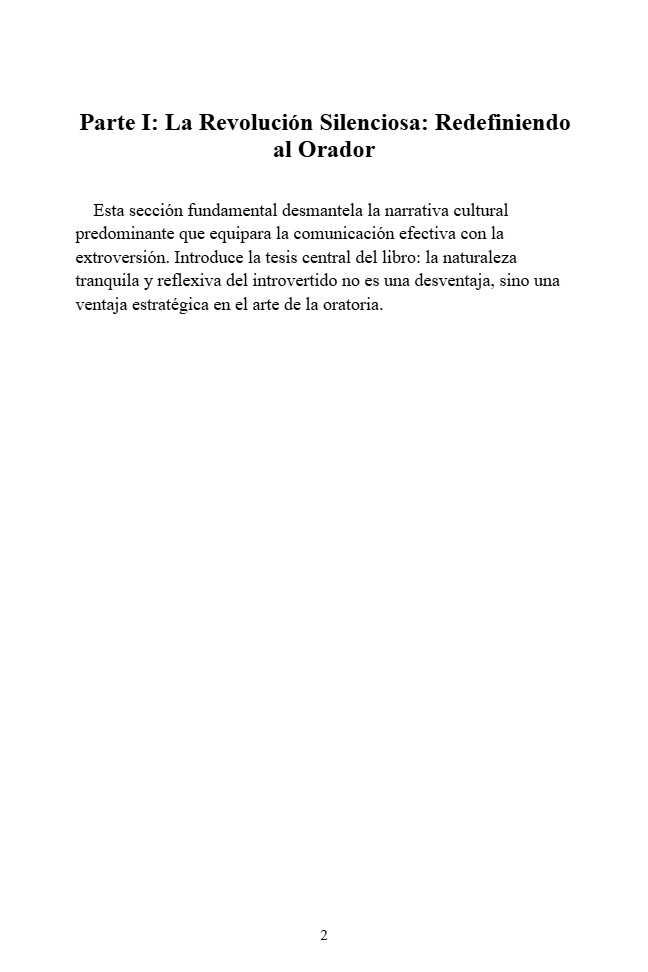 Parte I: La Revolución Silenciosa: Redefiniendo
al Orador
Esta sección fundamental desmantela la narrativa cultural
predominante que equipara la comunicación efectiva con la
extroversión. Introduce la tesis central del libro: la naturaleza
tranquila y reflexiva del introvertido no es una desventaja, sino una
ventaja estratégica en el arte de la oratoria.
2